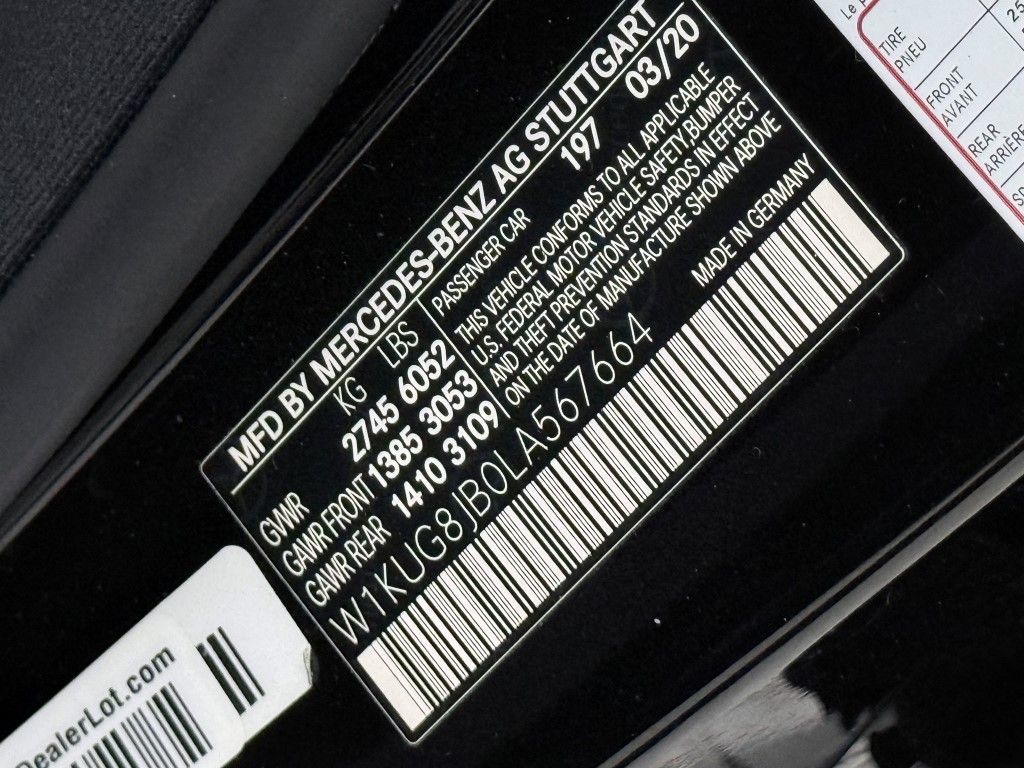 MFD BY MERCEDES-BENZ AG STUTTGART
197 03/20
KG LBS
GVWR 2745 6052
GAWR FRONT 1385 3053
GAWR REAR 1410 3109
PASSENGER CAR
THIS VEHICLE CONFORMS TO ALL APPLICABLE
U.S. FEDERAL MOTOR VEHICLE SAFETY, BUMPER
AND THEFT PREVENTION STANDARDS IN EFFECT
ON THE DATE OF MANUFACTURE SHOWN ABOVE
MADE IN GERMANY
W1KUG8JB0LA567664
DealerLot.com
Le
TIRE
PNEU
FRONT
AVANT
REAR
ARRIÈRE
25